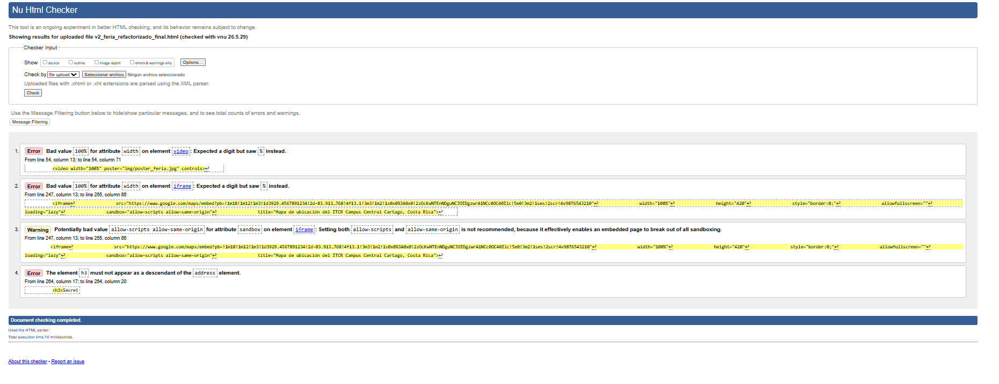 Nu Html Checker
This tool is an ongoing experiment in better HTML checking, and its behavior remains subject to change
Showing results for uploaded file v2_feria_refactorizado_final.html (checked with vnu 26.5.29)
Checker Input
Show source outline image report errors & warnings only Options...
Check by file upload Seleccionar archivo Ningún archivo seleccionado
Uploaded files with .xhtml or .xht extensions are parsed using the XML parser.
Check
Use the Message Filtering button below to hide/show particular messages, and to see total counts of errors and warnings.
Message Filtering
1. Error Bad value 100% for attribute width on element video: Expected a digit but saw % instead.
From line 54, column 13; to line 54, column 71
<video width="100%" poster="img/poster_feria.jpg" controls>↩
2. Error Bad value 100% for attribute width on element iframe: Expected a digit but saw % instead.
From line 247, column 13; to line 255, column 86
<iframe↩ src="https://www.google.com/maps/embed?pb=!1m18!1m12!1m3!1d3929.4567891234!2d-83.913…768!4f13.1!3m3!1m2!1s0x0%3A0x0!2zOcKwNTEnNDguNCJOIDgzwrA1NCc0OC40Ilc!5e0!3m2!1ses!2scr!4v9876543210"↩ width="100%"↩ height="420"↩ style="border:0;"↩ allowfullscreen=""↩
loading="lazy"↩ sandbox="allow-scripts allow-same-origin"↩ title="Mapa de ubicación del ITCR Campus Central Cartago, Costa Rica">↩
3. Warning Potentially bad value allow-scripts allow-same-origin for attribute sandbox on element iframe: Setting both allow-scripts and allow-same-origin is not recommended, because it effectively enables an embedded page to break out of all sandboxing.
From line 247, column 13; to line 255, column 86
<iframe↩ src="https://www.google.com/maps/embed?pb=!1m18!1m12!1m3!1d3929.4567891234!2d-83.913…768!4f13.1!3m3!1m2!1s0x0%3A0x0!2zOcKwNTEnNDguNCJOIDgzwrA1NCc0OC40Ilc!5e0!3m2!1ses!2scr!4v9876543210"↩ width="100%"↩ height="420"↩ style="border:0;"↩ allowfullscreen=""↩
loading="lazy"↩ sandbox="allow-scripts allow-same-origin"↩ title="Mapa de ubicación del ITCR Campus Central Cartago, Costa Rica">↩
4. Error The element h3 must not appear as a descendant of the address element.
From line 264, column 17; to line 264, column 20
<h3>Secret
Document checking completed.
Used the HTML parser.
Total execution time 10 milliseconds.
About this checker • Report an issue